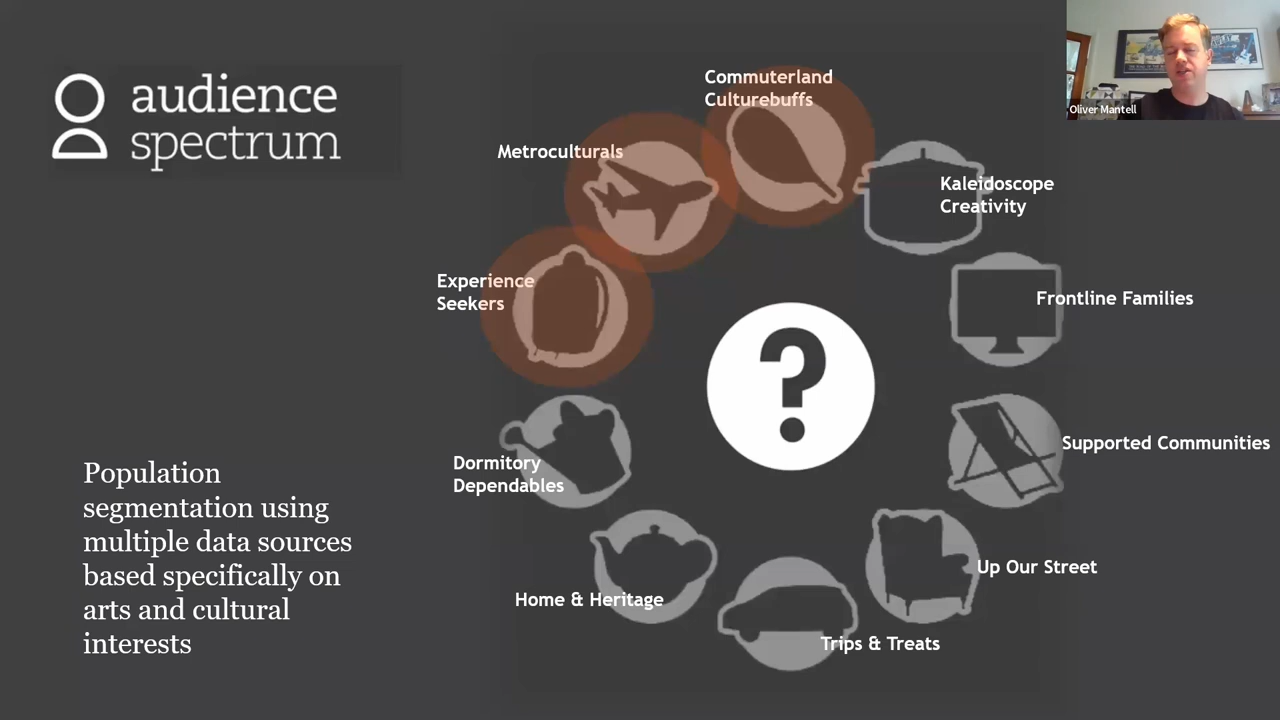 audience
spectrum
Population
segmentation using
multiple data sources
based specifically on
arts and cultural
interests
Commuterland
Culturebuffs
Metroculturals
Kaleidoscope
Creativity
Experience
Seekers
Frontline Families
?
Dormitory
Dependables
Supported Communities
Home & Heritage
Up Our Street
Trips & Treats
Oliver Mantell